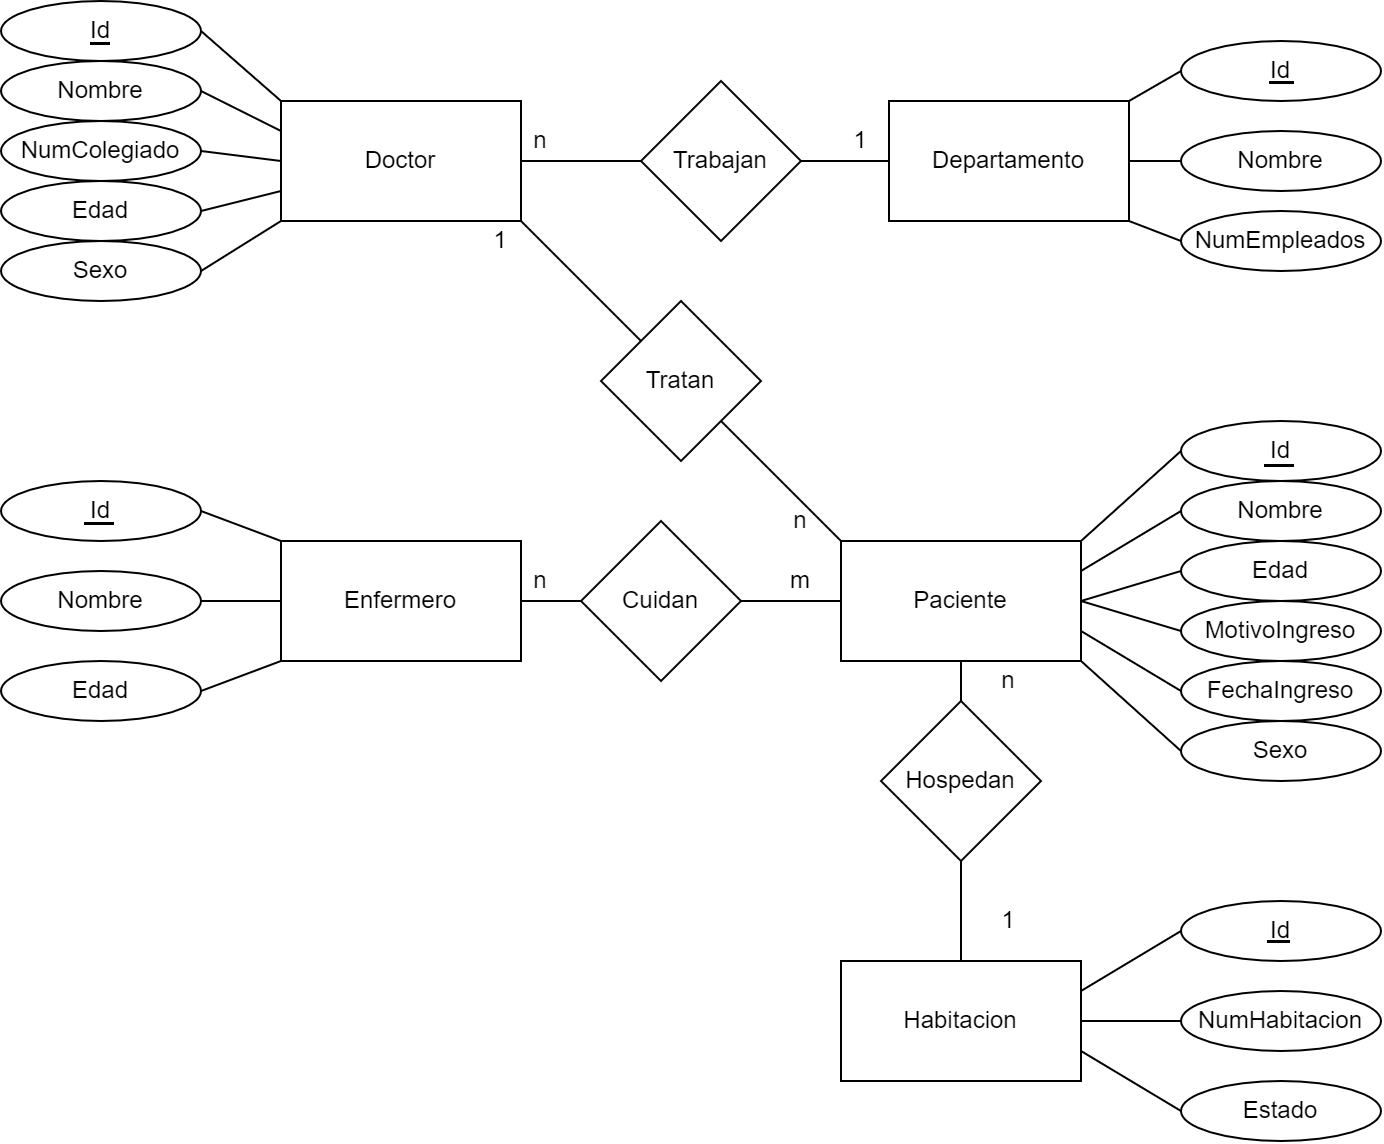 Id
Nombre
NumColegiado
Edad
Sexo
Doctor
n
Trabajan
1
Departamento
Id
Nombre
NumEmpleados
1
Tratan
n
Id
Nombre
Edad
Enfermero
n
Cuidan
m
Paciente
Id
Nombre
Edad
MotivoIngreso
FechaIngreso
Sexo
n
Hospedan
1
Habitacion
Id
NumHabitacion
Estado